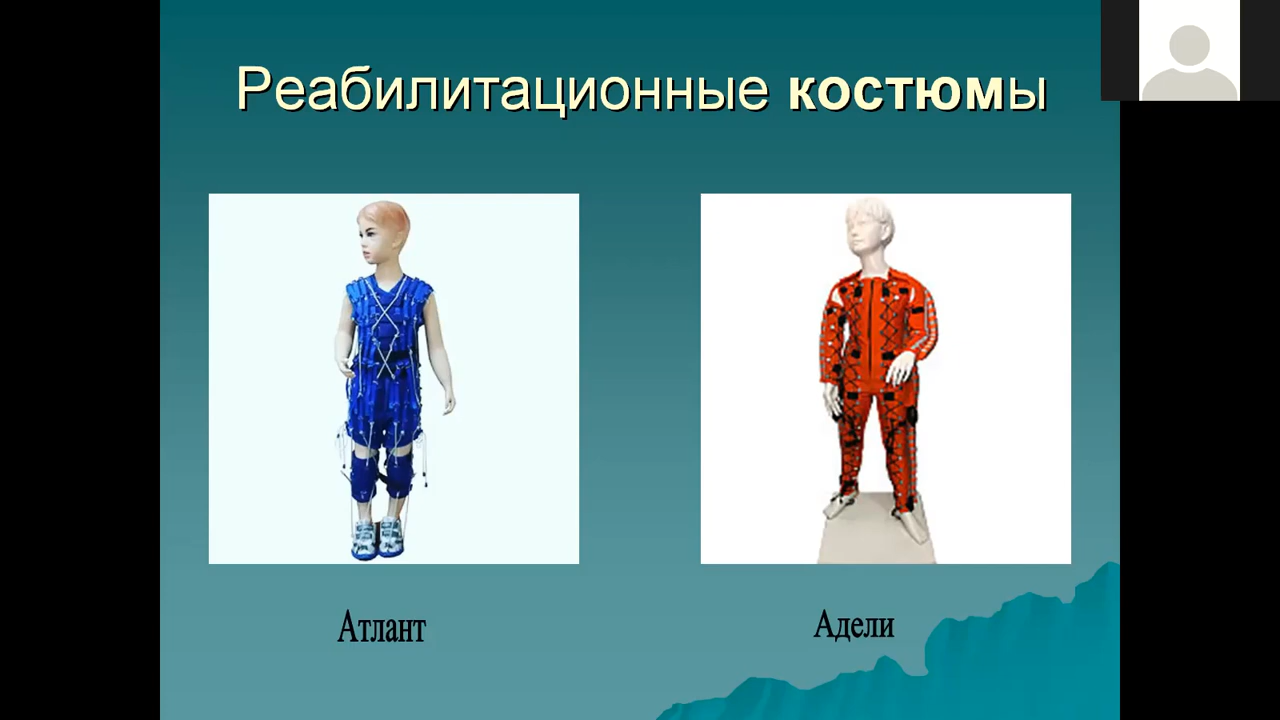 Реабилитационные костюмы
Атлант
Адели